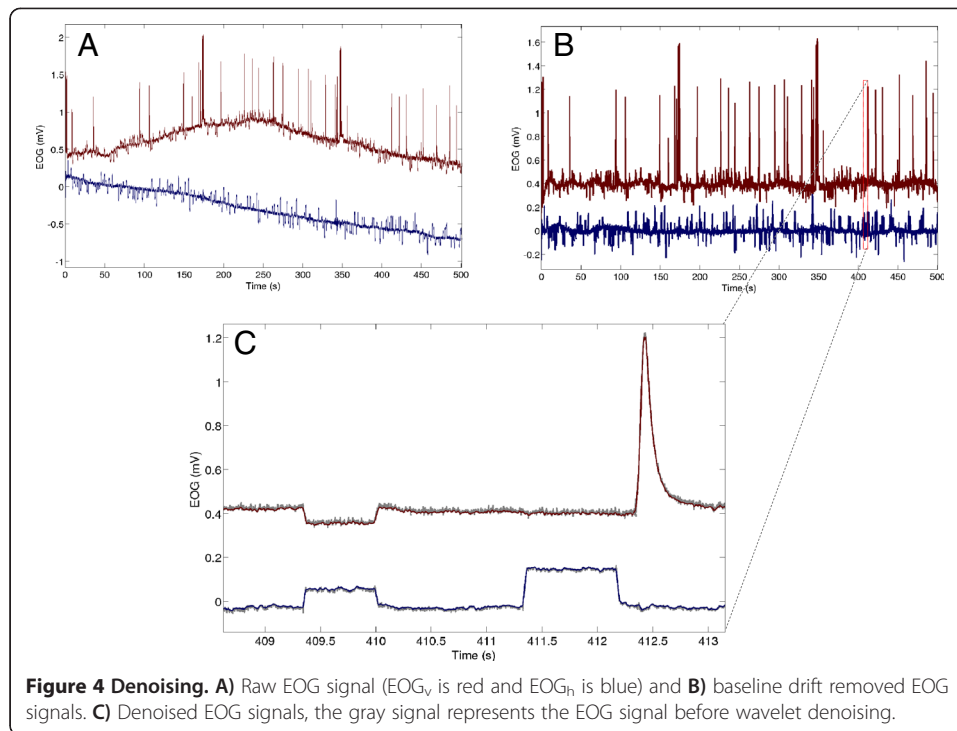 A
2
1.5
1
0.5
0
-0.5
-1
EOG (mV)
0 50 100 150 200 250 300 350 400 450 500
Time (s)
B
1.6
1.4
1.2
1
0.8
0.6
0.4
0.2
0
-0.2
EOG (mV)
0 50 100 150 200 250 300 350 400 450 500
Time (s)
C
1.2
1
0.8
0.6
0.4
0.2
0
EOG (mV)
409 409.5 410 410.5 411 411.5 412 412.5 413
Time (s)
Figure 4 Denoising. A) Raw EOG signal (EOGv is red and EOGh is blue) and B) baseline drift removed EOG
signals. C) Denoised EOG signals, the gray signal represents the EOG signal before wavelet denoising.